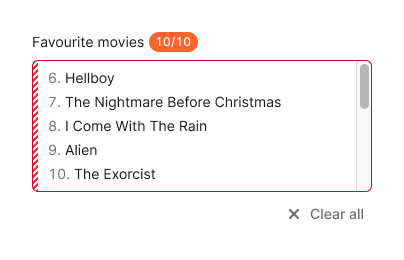 Favourite movies 10/10
6. Hellboy
7. The Nightmare Before Christmas
8. I Come With The Rain
9. Alien
10. The Exorcist
Clear all